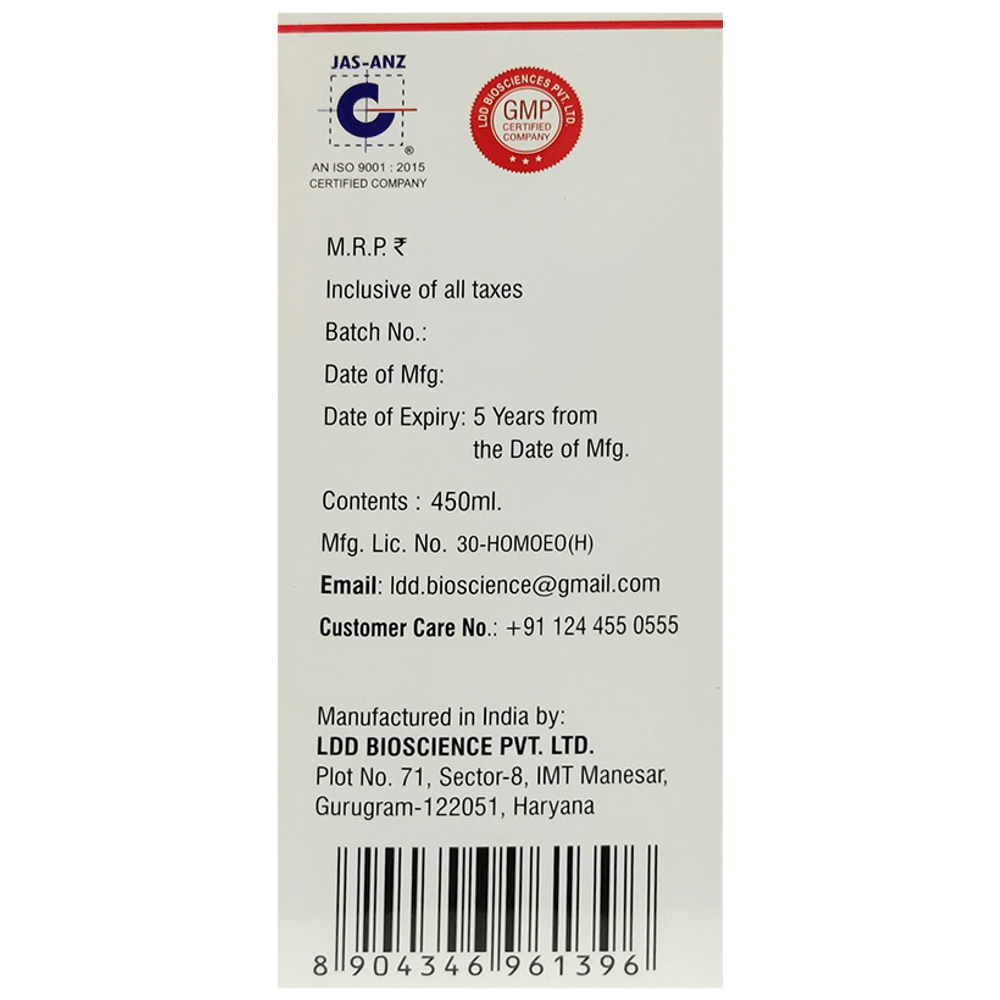 JAS-ANZ
®
AN ISO 9001 : 2015
CERTIFIED COMPANY
LDD BIOSCIENCES PVT. LTD.
GMP
CERTIFIED
COMPANY
M.R.P. ₹
Inclusive of all taxes
Batch No.:
Date of Mfg:
Date of Expiry: 5 Years from
the Date of Mfg.
Contents : 450ml.
Mfg. Lic. No. 30-HOMOEO(H)
Email: ldd.bioscience@gmail.com
Customer Care No.: +91 124 455 0555
Manufactured in India by:
LDD BIOSCIENCE PVT. LTD.
Plot No. 71, Sector-8, IMT Manesar,
Gurugram-122051, Haryana
8 904346 961396